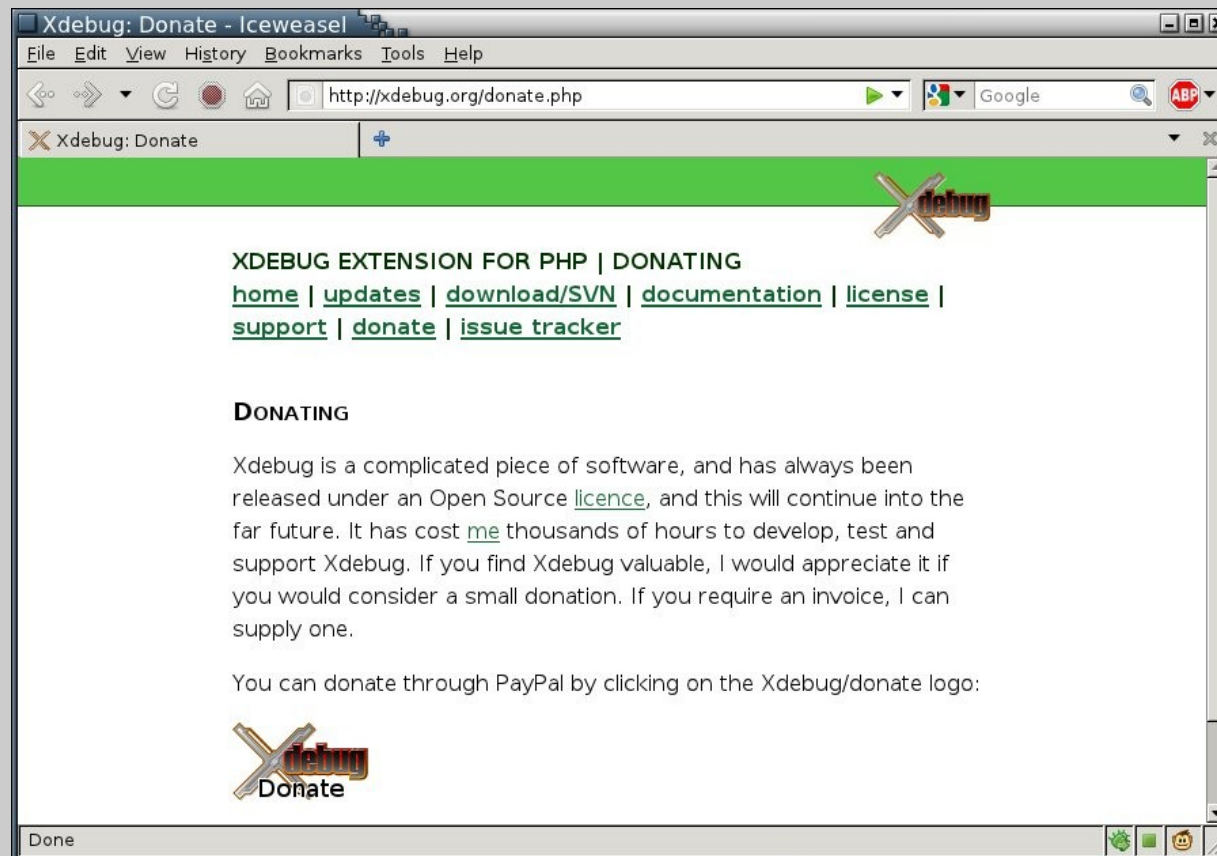 Xdebug: Donate - Iceweasel
File Edit View History Bookmarks Tools Help
http://xdebug.org/donate.php
Google
ABP
Xdebug: Donate
Xdebug
XDEBUG EXTENSION FOR PHP | DONATING
home | updates | download/SVN | documentation | license |
support | donate | issue tracker
DONATING
Xdebug is a complicated piece of software, and has always been
released under an Open Source licence, and this will continue into the
far future. It has cost me thousands of hours to develop, test and
support Xdebug. If you find Xdebug valuable, I would appreciate it if
you would consider a small donation. If you require an invoice, I can
supply one.
You can donate through PayPal by clicking on the Xdebug/donate logo:
Xdebug
Donate
Done